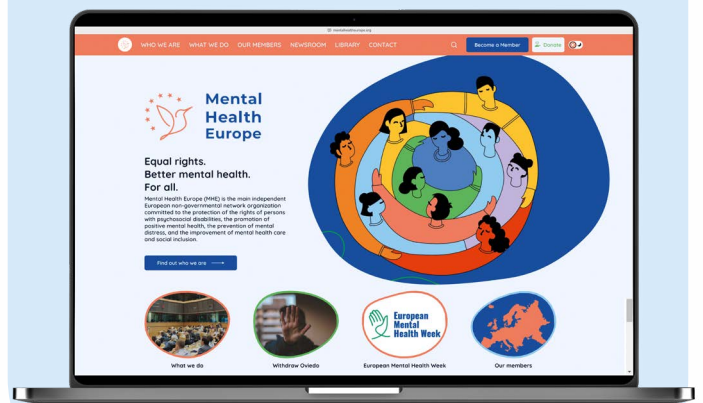 mentalhealtheurope.org
WHO WE ARE WHAT WE DO OUR MEMBERS NEWSROOM LIBRARY CONTACT
Become a Member
Donate
Mental
Health
Europe
Equal rights.
Better mental health.
For all.
Mental Health Europe (MHE) is the main independent
European non-governmental network organization
committed to the protection of the rights of persons
with psychosocial disabilities, the promotion of
positive mental health, the prevention of mental
distress, and the improvement of mental health care
and social inclusion.
Find out who we are
European
Mental
Health Week
What we do
Withdraw Oviedo
European Mental Health Week
Our members